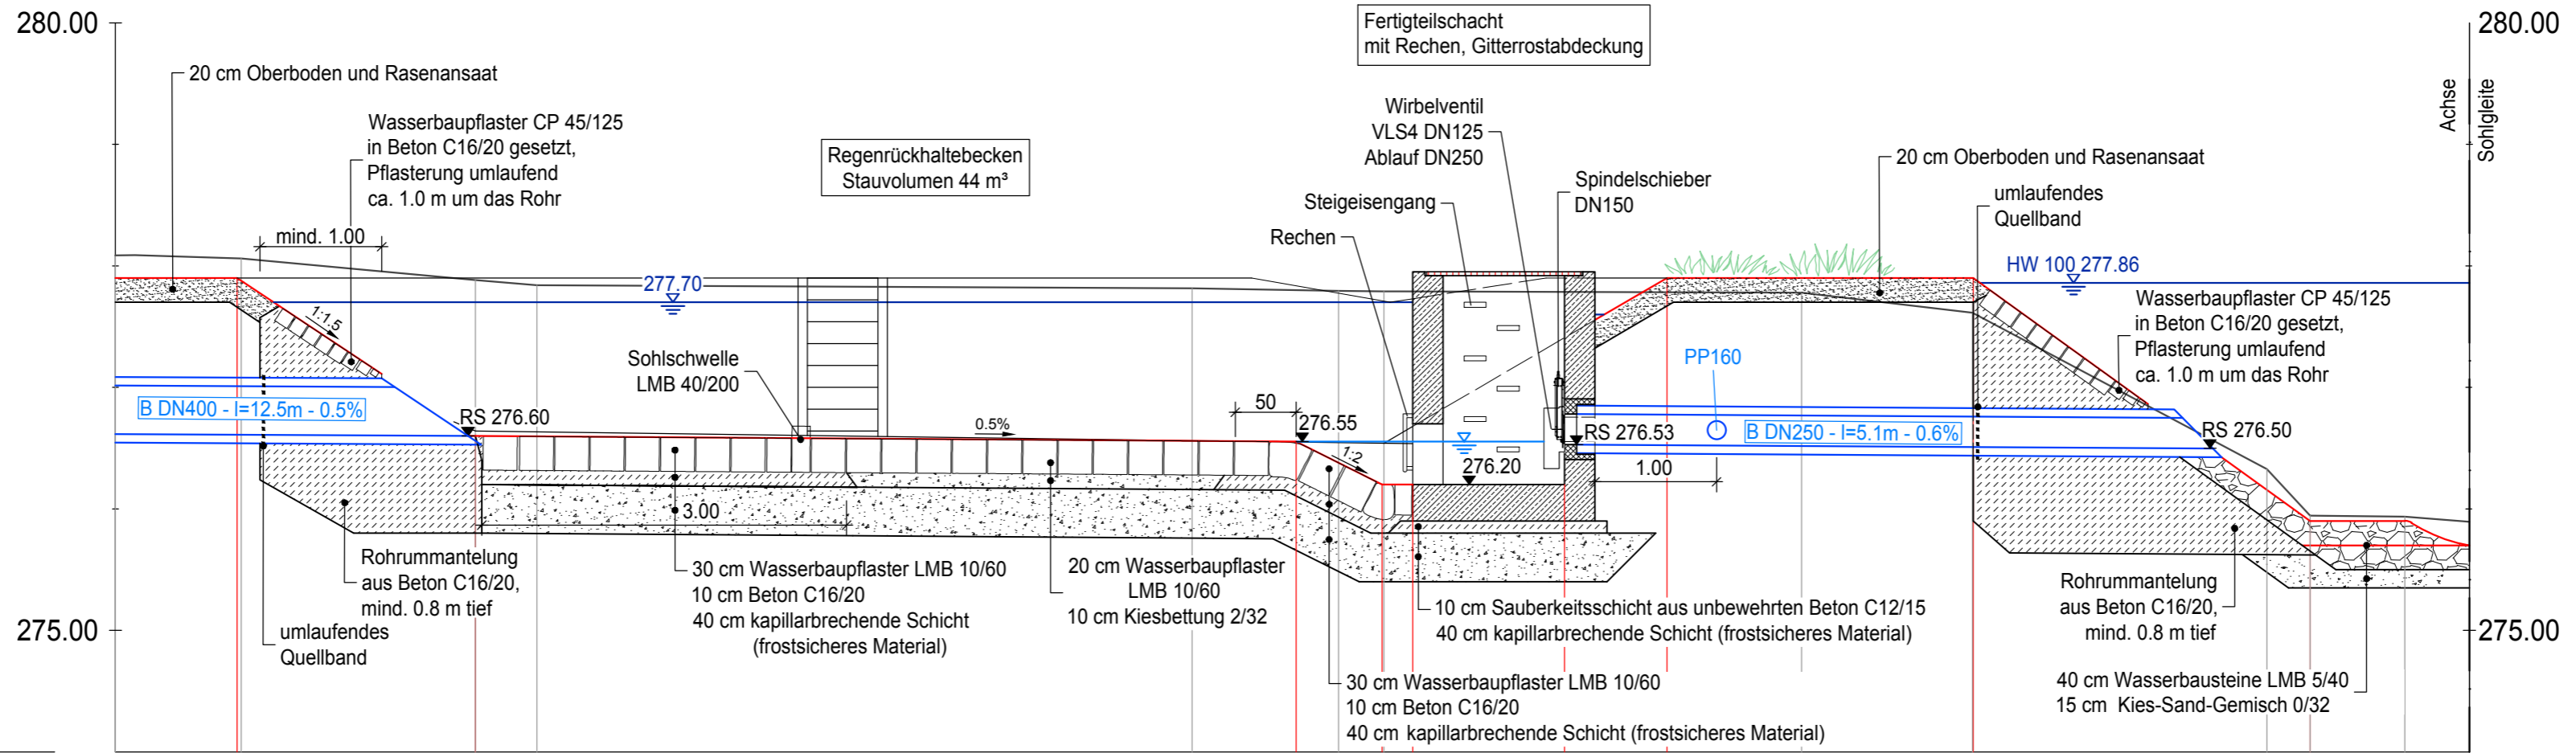 280.00
280.00
Fertigteilschacht
mit Rechen, Gitterrostabdeckung
20 cm Oberboden und Rasenansaat
Wasserbaupflaster CP 45/125
in Beton C16/20 gesetzt,
Pflasterung umlaufend
ca. 1.0 m um das Rohr
Regenrückhaltebecken
Stauvolumen 44 m³
Wirbelventil
VLS4 DN125
Ablauf DN250
Steigeisengang
Rechen
Spindelschieber
DN150
20 cm Oberboden und Rasenansaat
umlaufendes
Quellband
Achse
Sohlgleite
mind. 1.00
277.70
HW 100 277.86
Wasserbaupflaster CP 45/125
in Beton C16/20 gesetzt,
Pflasterung umlaufend
ca. 1.0 m um das Rohr
1:1.5
Sohlschwelle
LMB 40/200
PP160
B DN400 - l=12.5m - 0.5%
RS 276.60
0.5%
50
276.55
1:2
276.20
RS 276.53
B DN250 - l=5.1m - 0.6%
RS 276.50
1.00
3.00
Rohrummantelung
aus Beton C16/20,
mind. 0.8 m tief
umlaufendes
Quellband
30 cm Wasserbaupflaster LMB 10/60
10 cm Beton C16/20
40 cm kapillarbrechende Schicht
(frostsicheres Material)
20 cm Wasserbaupflaster
LMB 10/60
10 cm Kiesbettung 2/32
10 cm Sauberkeitsschicht aus unbewehrten Beton C12/15
40 cm kapillarbrechende Schicht (frostsicheres Material)
30 cm Wasserbaupflaster LMB 10/60
10 cm Beton C16/20
40 cm kapillarbrechende Schicht (frostsicheres Material)
Rohrummantelung
aus Beton C16/20,
mind. 0.8 m tief
40 cm Wasserbausteine LMB 5/40
15 cm Kies-Sand-Gemisch 0/32
275.00
275.00